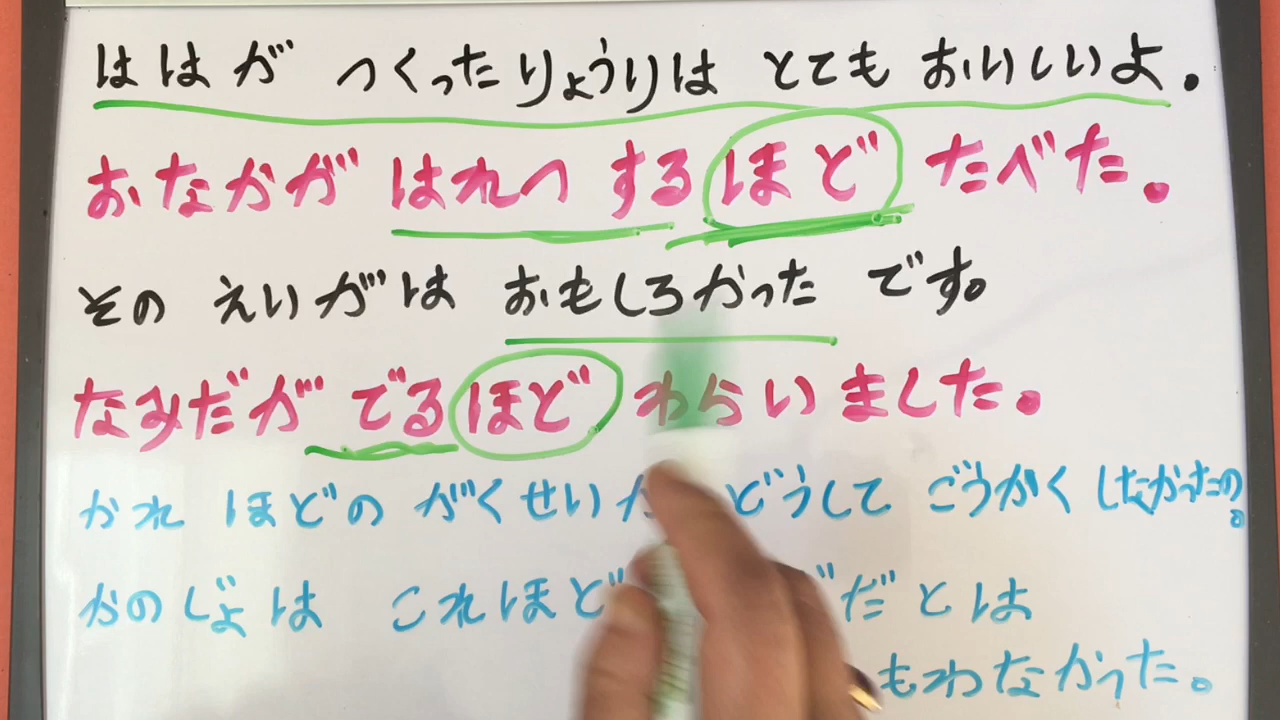 ははが つくったりょうりは とても おいしいよ。
おなかが はれつ するほど たべた。
その えいがは おもしろかった です。
なみだが でるほど わらいました。
かれ ほどの がくせい どうして ごうかく したかったの。
かのじょは これほど だとは
もわなかった。